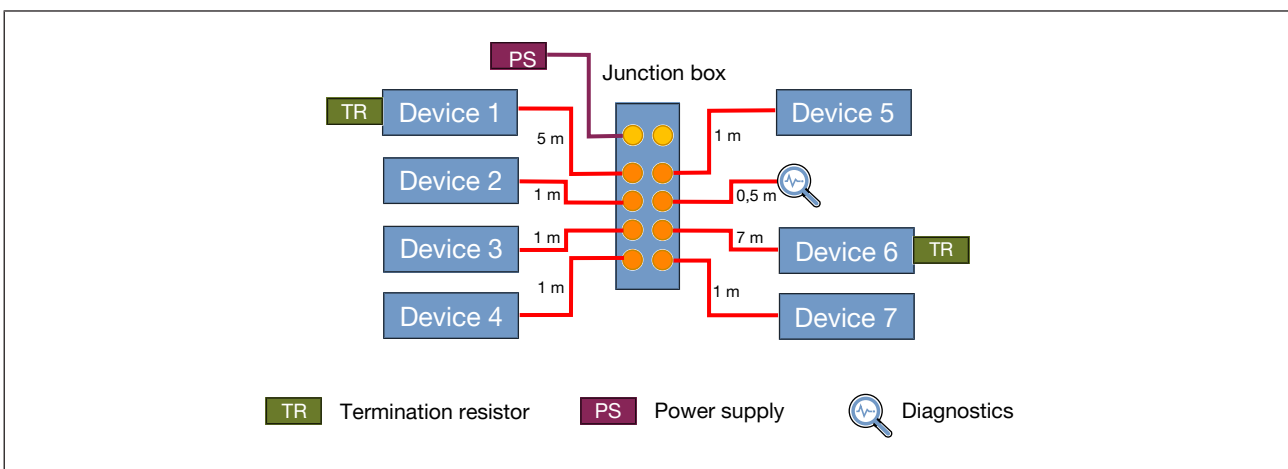 PS
Junction box
TR Device 1
Device 5
5 m
1 m
Device 2
1 m
0,5 m
Device 3
1 m
7 m
Device 6 TR
Device 4
1 m
1 m
Device 7
TR Termination resistor PS Power supply Diagnostics